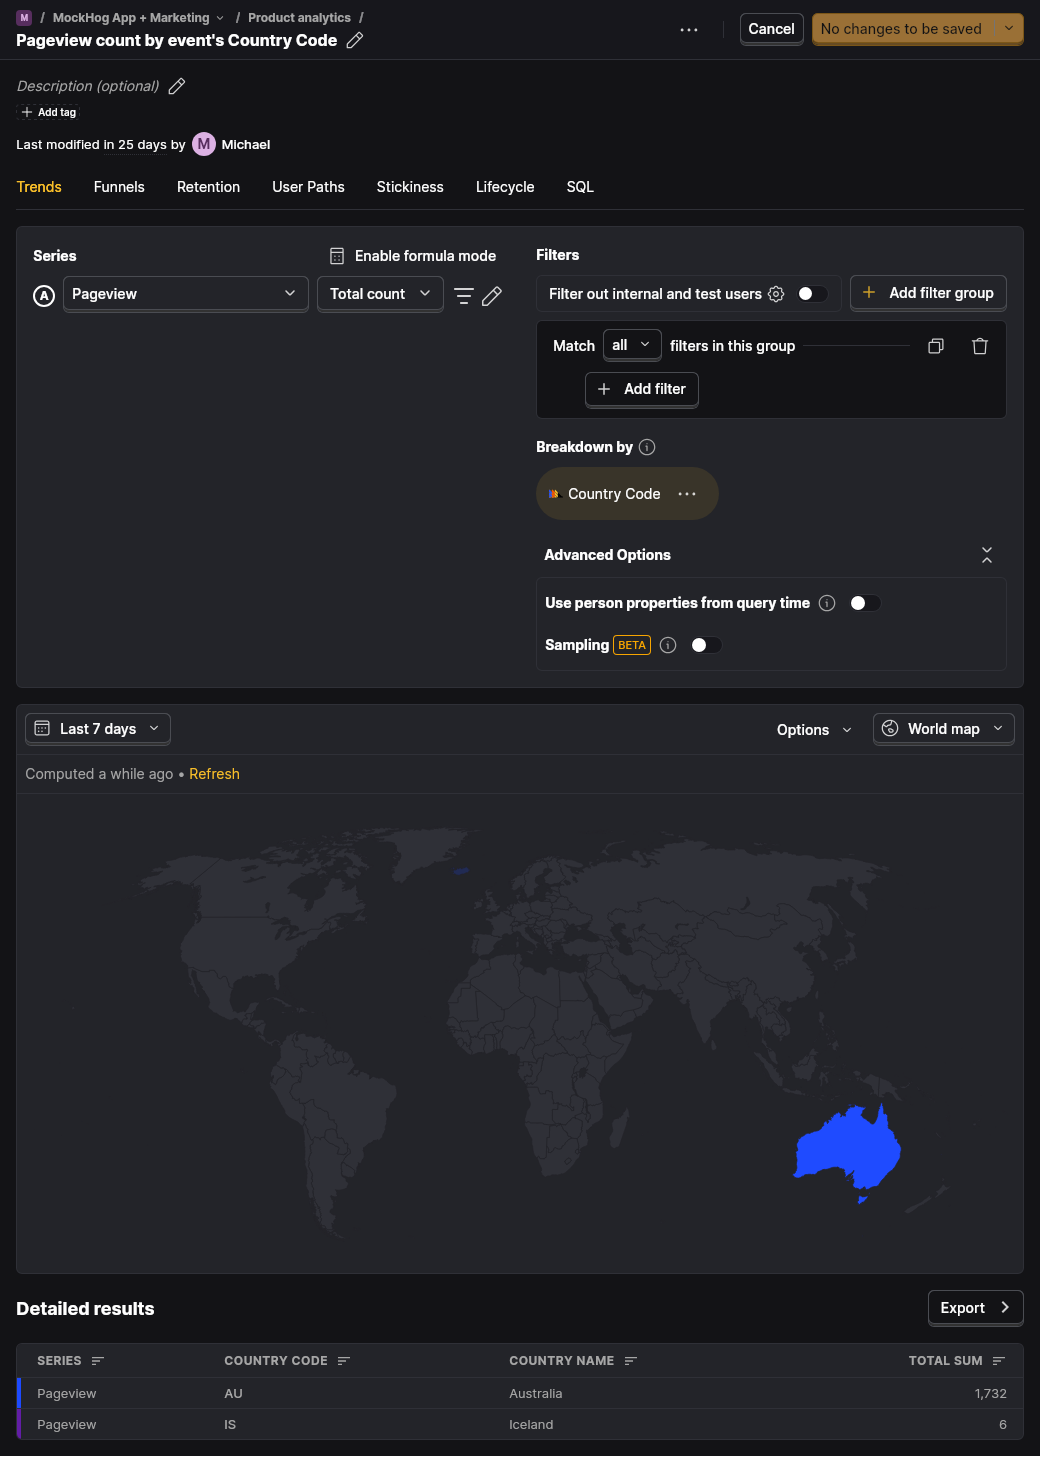 M / MockHog App + Marketing / Product analytics /
Pageview count by event's Country Code
Cancel
No changes to be saved
Description (optional)
Add tag
Last modified in 25 days by M Michael
Trends Funnels Retention User Paths Stickiness Lifecycle SQL
Series
Enable formula mode
A Pageview Total count
Filters
Filter out internal and test users
Add filter group
Match all filters in this group
Add filter
Breakdown by
Country Code
Advanced Options
Use person properties from query time
Sampling BETA
Last 7 days
Options
World map
Computed a while ago • Refresh
Detailed results
Export
SERIES COUNTRY CODE COUNTRY NAME TOTAL SUM
Pageview AU Australia 1,732
Pageview IS Iceland 6